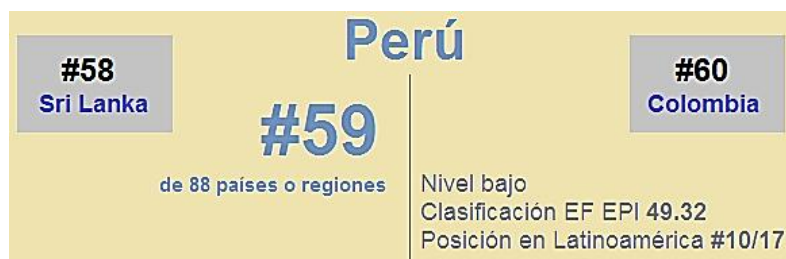 Perú
#58
Sri Lanka
#60
Colombia
#59
de 88 países o regiones
Nivel bajo
Clasificación EF EPI 49.32
Posición en Latinoamérica #10/17